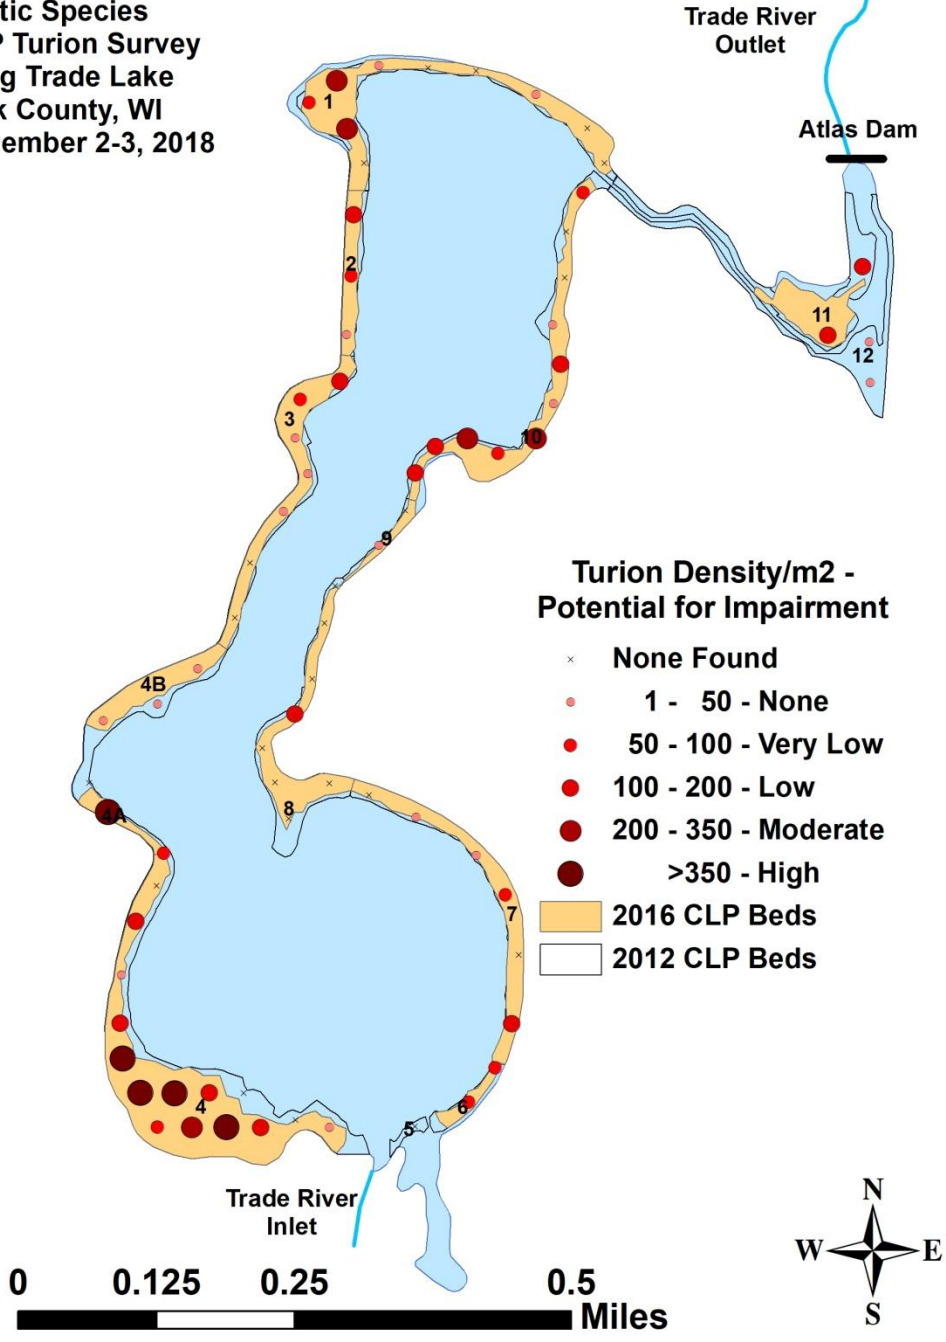 tic Species
P Turion Survey
g Trade Lake
k County, WI
ember 2-3, 2018
Trade River
Outlet
Atlas Dam
1
2
3
4B
4A
4
5
6
7
8
9
10
11
12
Turion Density/m2 -
Potential for Impairment
× None Found
1 - 50 - None
50 - 100 - Very Low
100 - 200 - Low
200 - 350 - Moderate
>350 - High
2016 CLP Beds
2012 CLP Beds
Trade River
Inlet
N
W E
S
0 0.125 0.25 0.5
Miles